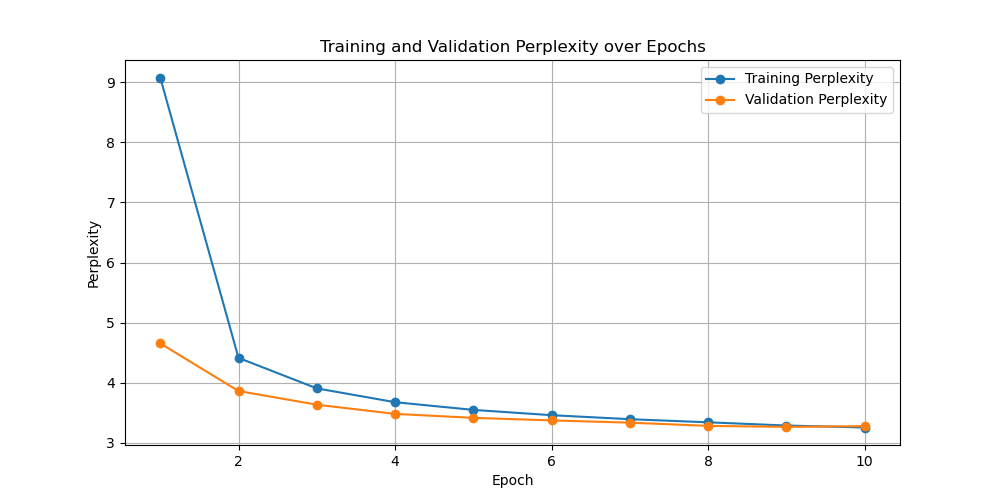 Training and Validation Perplexity over Epochs
Training Perplexity
Validation Perplexity
Perplexity
9
8
7
6
5
4
3
2 4 6 8 10
Epoch